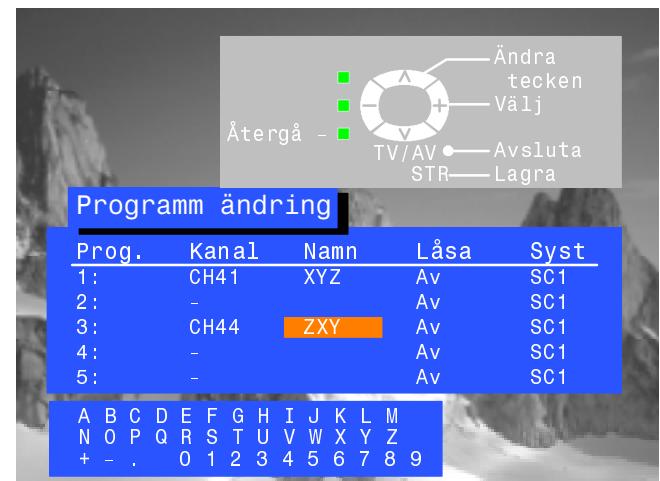 Ändra
tecken
Välj
Återgå –
TV/AV Avsluta
STR Lagra
Programm ändring
Prog. Kanal Namn Låsa Syst
1: CH41 XYZ Av SC1
2: – Av SC1
3: CH44 ZXY Av SC1
4: – Av SC1
5: – Av SC1
A B C D E F G H I J K L M
N O P Q R S T U V W X Y Z
+ – . 0 1 2 3 4 5 6 7 8 9